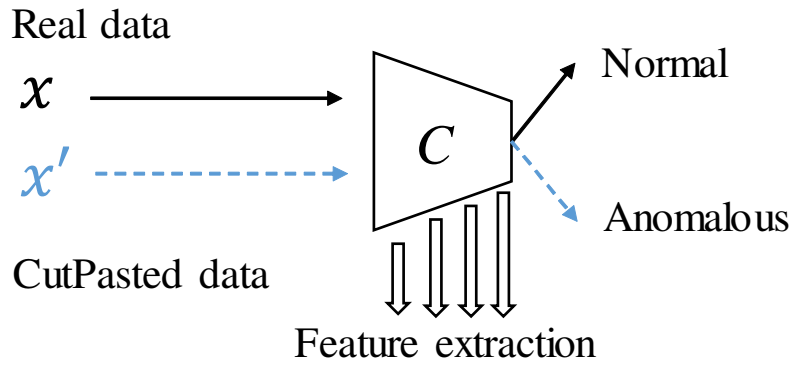 Real data
x
x′
CutPasted data
C
Normal
Anomalous
Feature extraction